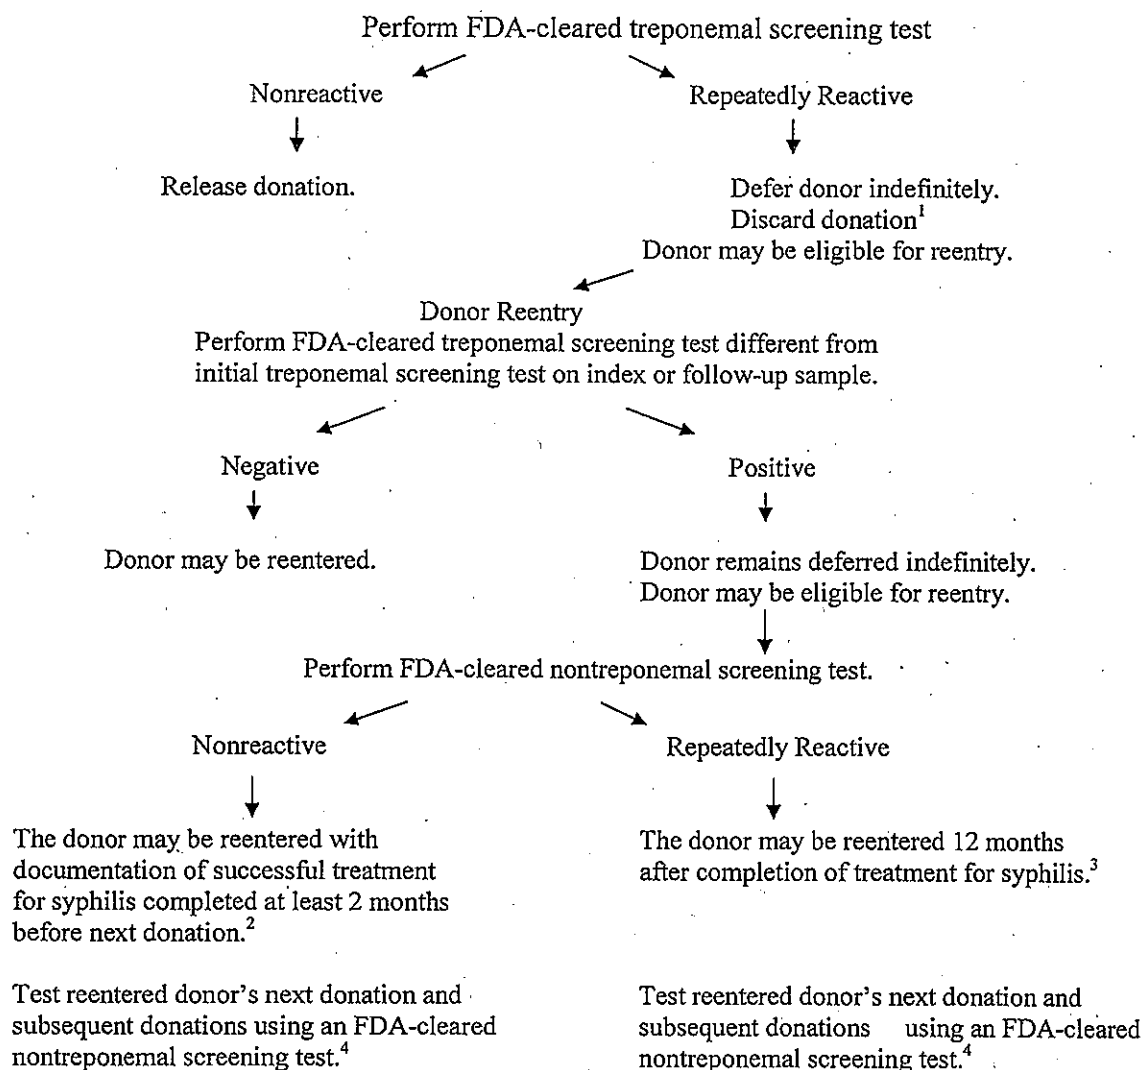 Perform FDA-cleared treponemal screening test
Nonreactive
Repeatedly Reactive
Release donation.
Defer donor indefinitely.
Discard donation¹
Donor may be eligible for reentry.
Donor Reentry
Perform FDA-cleared treponemal screening test different from
initial treponemal screening test on index or follow-up sample.
Negative
Positive
Donor may be reentered.
Donor remains deferred indefinitely.
Donor may be eligible for reentry.
Perform FDA-cleared nontreponemal screening test.
Nonreactive
Repeatedly Reactive
The donor may be reentered with
documentation of successful treatment
for syphilis completed at least 2 months
before next donation.²
The donor may be reentered 12 months
after completion of treatment for syphilis.³
Test reentered donor's next donation and
subsequent donations using an FDA-cleared
nontreponemal screening test.⁴
Test reentered donor's next donation and
subsequent donations using an FDA-cleared
nontreponemal screening test.⁴